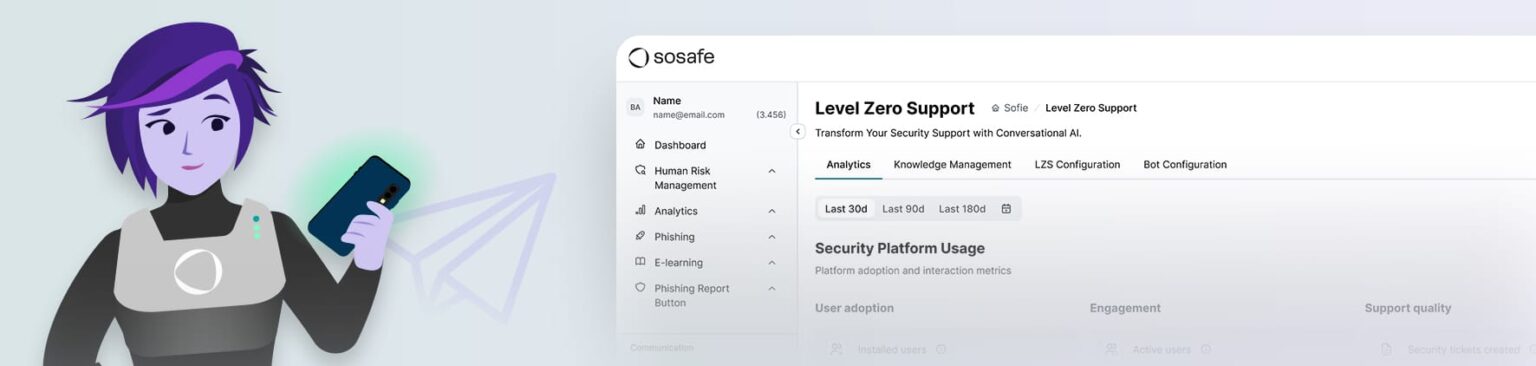 sosafe
BA
Name
name@email.com
(3.456)
Dashboard
Human Risk
Management
Analytics
Phishing
E-learning
Phishing Report
Button
Communication
Level Zero Support
Sofie / Level Zero Support
Transform Your Security Support with Conversational AI.
Analytics Knowledge Management LZS Configuration Bot Configuration
Last 30d Last 90d Last 180d
Security Platform Usage
Platform adoption and interaction metrics
User adoption Engagement Support quality
Installed users Active users Security tickets created